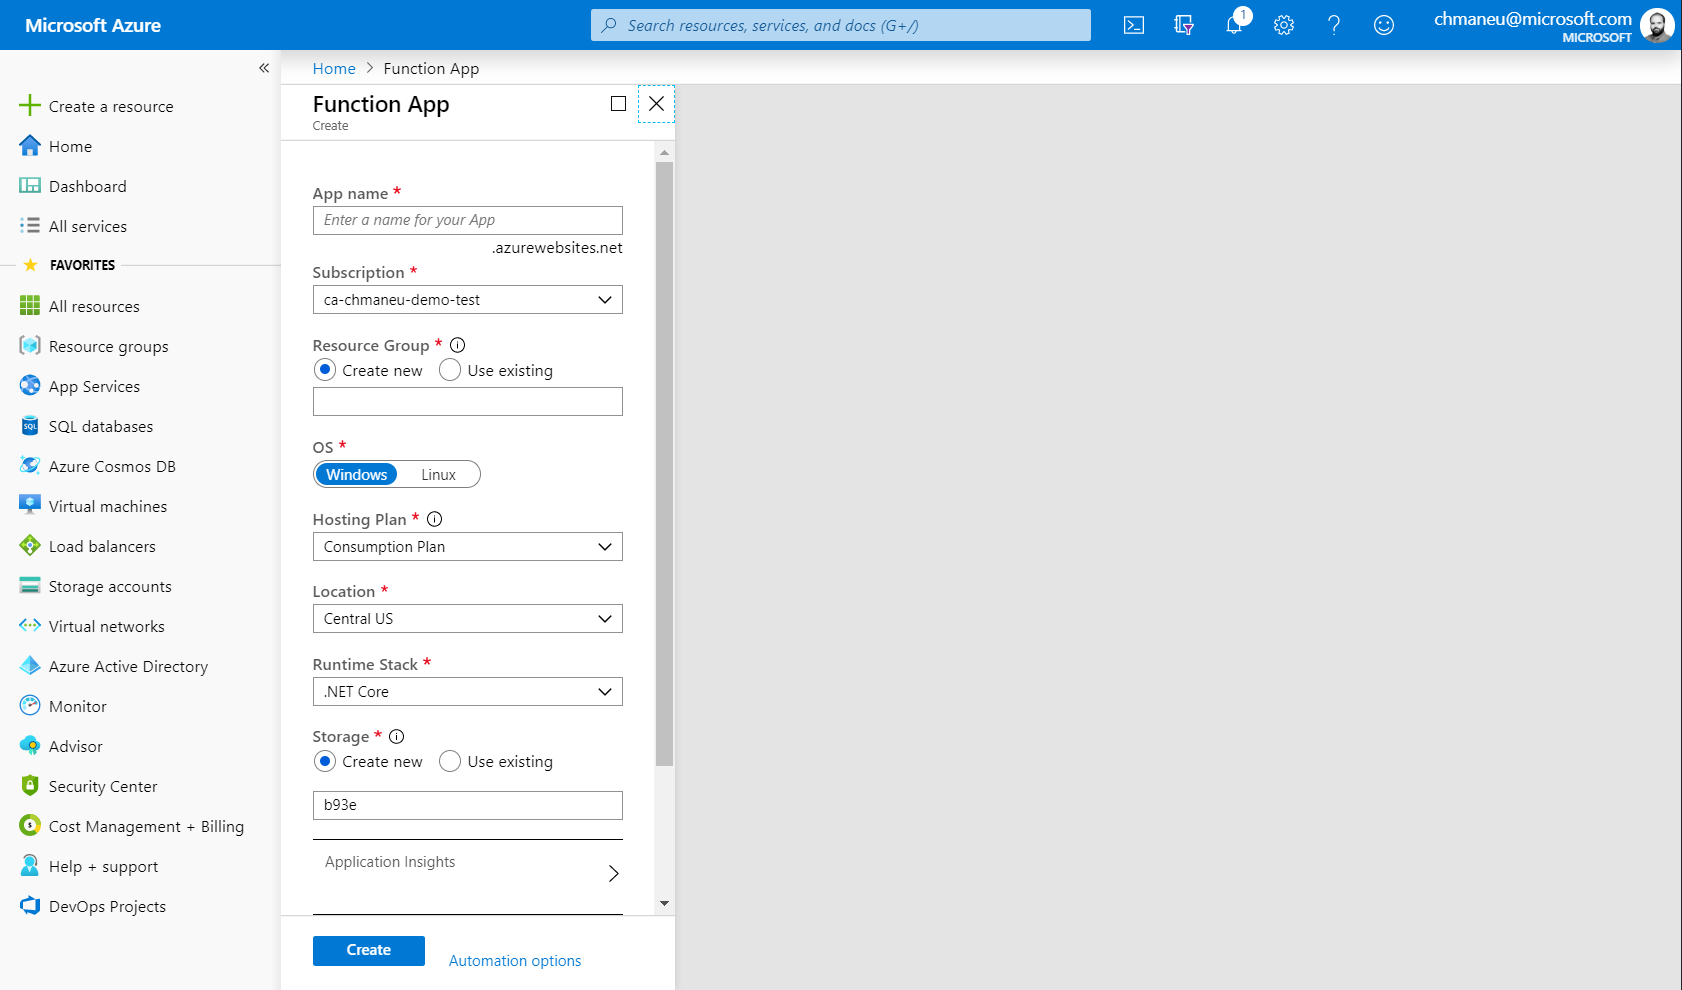 Microsoft Azure
Search resources, services, and docs (G+/)
1
chmaneu@microsoft.com
MICROSOFT
Create a resource
Home
Dashboard
All services
FAVORITES
All resources
Resource groups
App Services
SQL databases
Azure Cosmos DB
Virtual machines
Load balancers
Storage accounts
Virtual networks
Azure Active Directory
Monitor
Advisor
Security Center
Cost Management + Billing
Help + support
DevOps Projects
Home > Function App
Function App
Create
App name *
Enter a name for your App
.azurewebsites.net
Subscription *
ca-chmaneu-demo-test
Resource Group *
Create new Use existing
OS *
Windows Linux
Hosting Plan *
Consumption Plan
Location *
Central US
Runtime Stack *
.NET Core
Storage *
Create new Use existing
b93e
Application Insights
Create Automation options